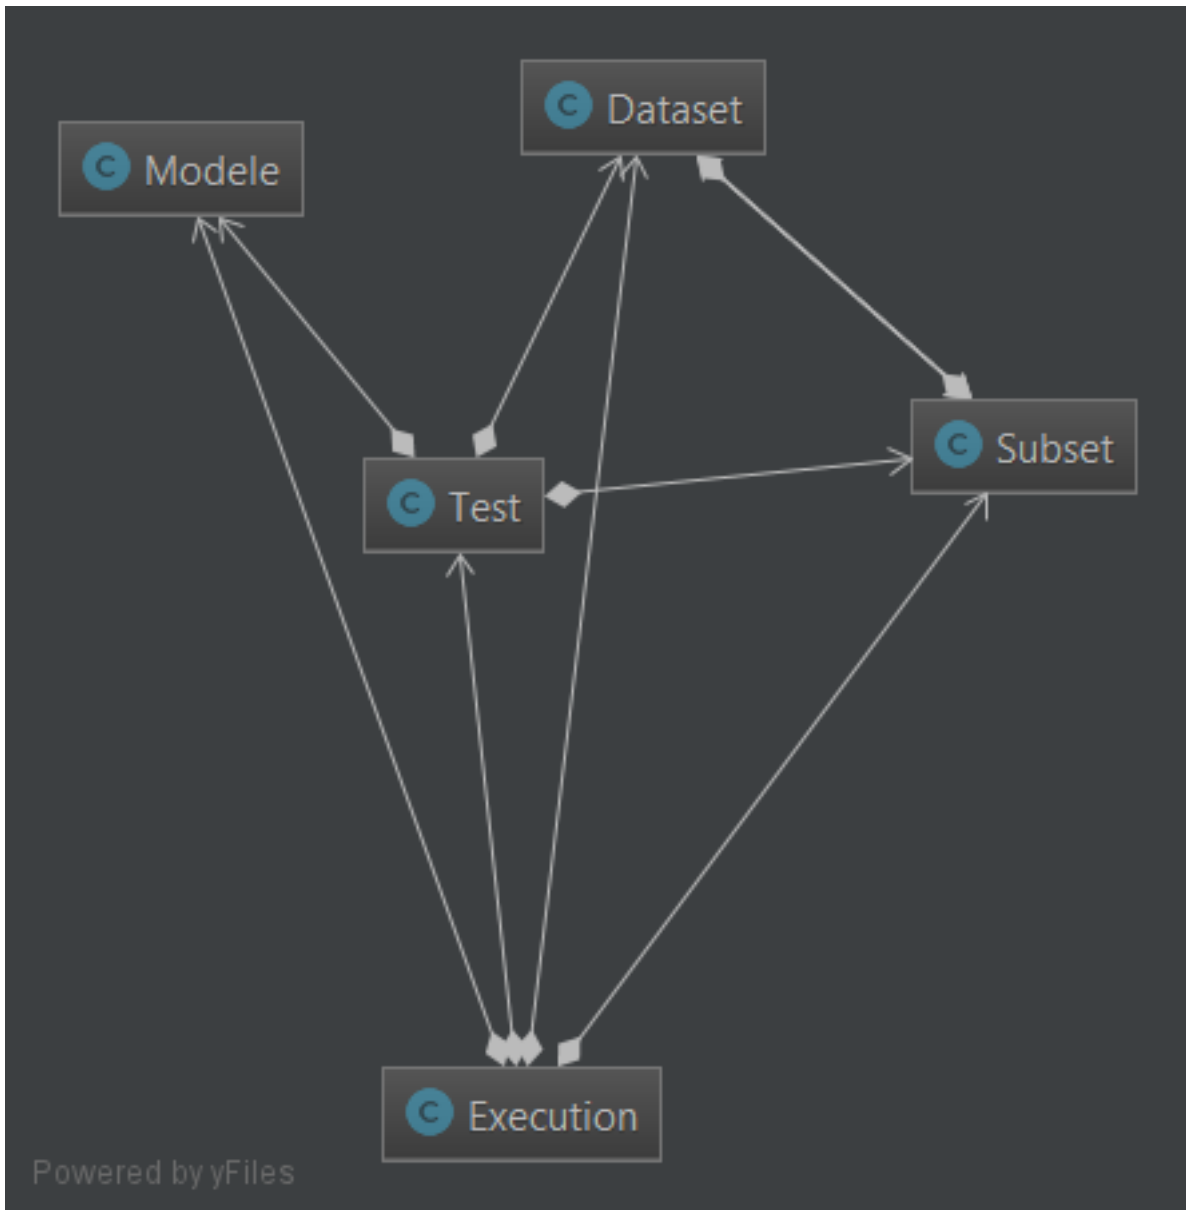 Dataset
Modele
Subset
Test
Execution
Powered by yFiles
C
C
C
C
C